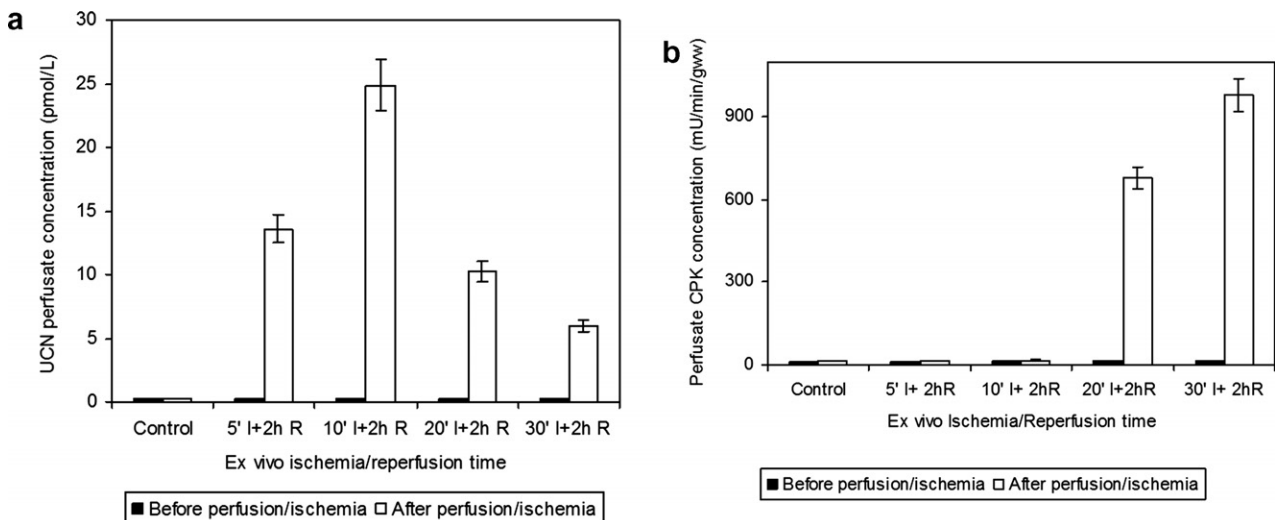 a
UCN perfusate concentration (pmol/L)
30
25
20
15
10
5
0
Control 5' I+2h R 10' I+2h R 20' I+2h R 30' I+2h R
Ex vivo ischemia/reperfusion time
Before perfusion/ischemia After perfusion/ischemia
b
Perfusate CPK concentration (mU/min/gww)
900
600
300
0
Control 5' I+ 2hR 10' I+ 2hR 20' I+2hR 30' I+ 2hR
Ex vivo Ischemia/Reperfusion time
Before perfusion/ischemia After perfusion/ischemia